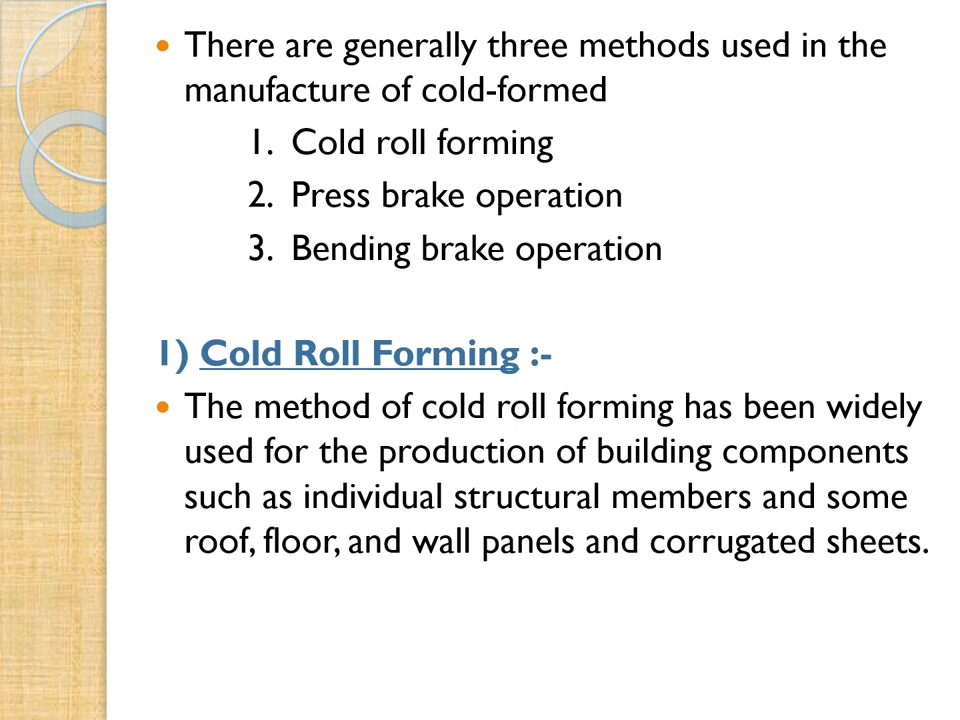 • There are generally three methods used in the
manufacture of cold-formed
1. Cold roll forming
2. Press brake operation
3. Bending brake operation
1) Cold Roll Forming :-
• The method of cold roll forming has been widely
used for the production of building components
such as individual structural members and some
roof, floor, and wall panels and corrugated sheets.